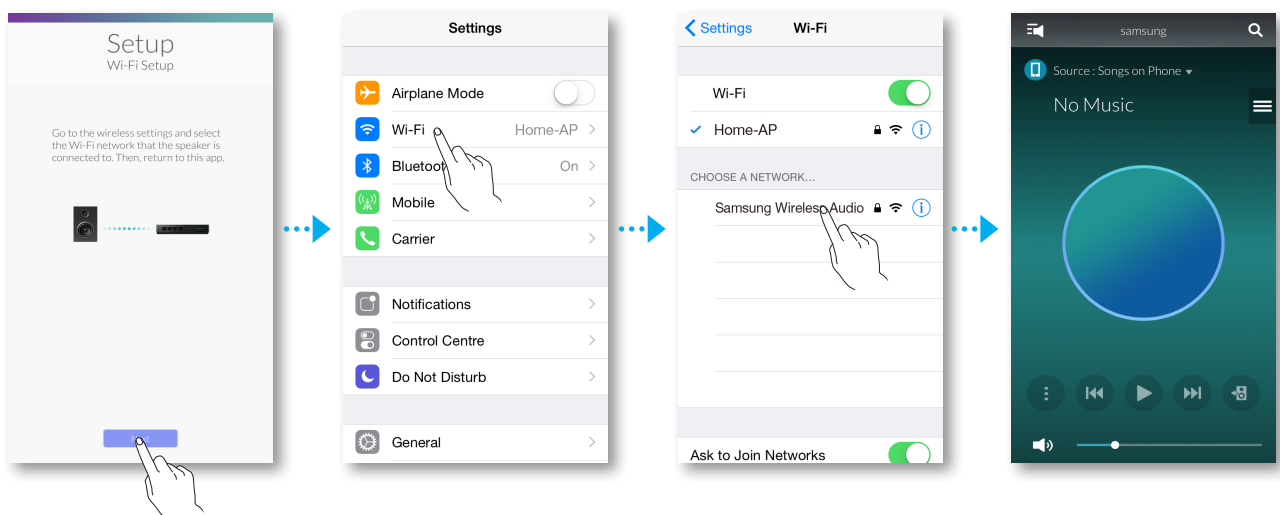 Setup
Wi-Fi Setup
Go to the wireless settings and select
the Wi-Fi network that the speaker is
connected to. Then, return to this app.
Settings
Airplane Mode
Wi-Fi Home-AP
On
Mobile
Carrier
Notifications
Control Centre
Do Not Disturb
General
Settings Wi-Fi
Wi-Fi
Home-AP
CHOOSE A NETWORK...
Samsung Wireless Audio
Ask to Join Networks
samsung
Source : Songs on Phone
No Music